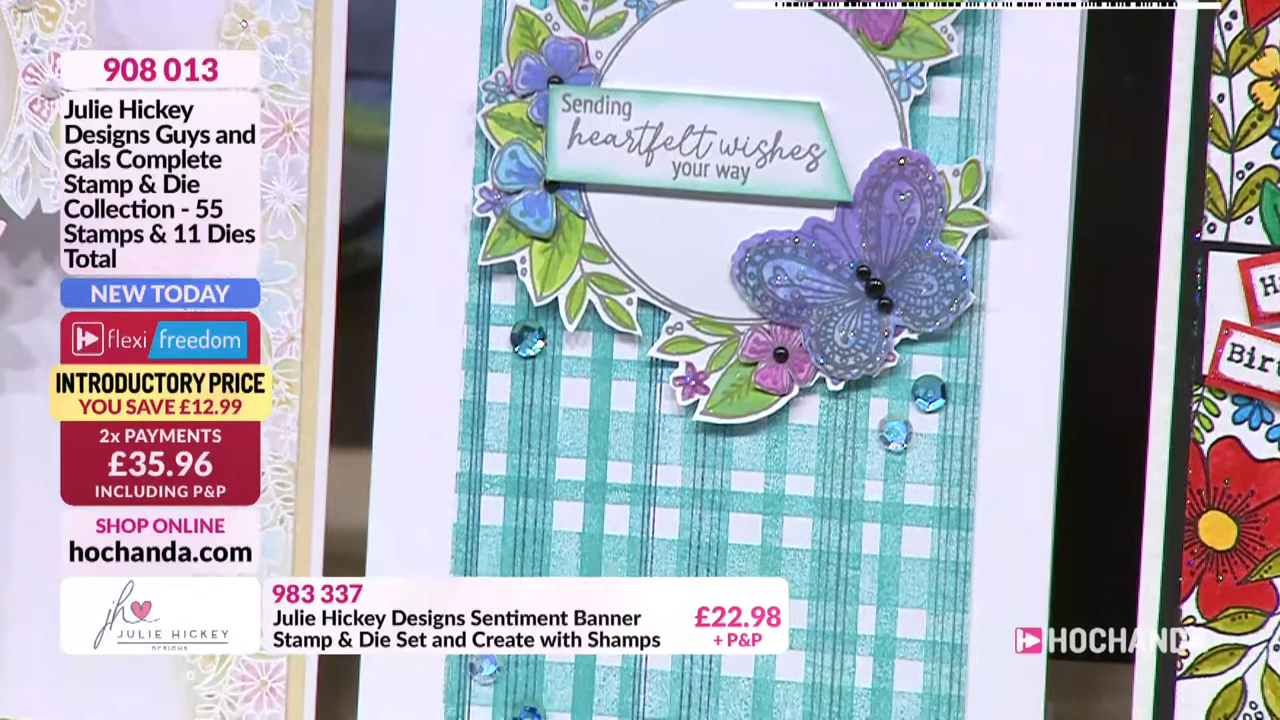 908 013
Julie Hickey
Designs Guys and
Gals Complete
Stamp & Die
Collection - 55
Stamps & 11 Dies
Total
NEW TODAY
flexi freedom
INTRODUCTORY PRICE
YOU SAVE £12.99
2x PAYMENTS
£35.96
INCLUDING P&P
SHOP ONLINE
hochanda.com
Sending
heartfelt wishes
your way
jh
JULIE HICKEY
DESIGNS
983 337
Julie Hickey Designs Sentiment Banner
Stamp & Die Set and Create with Shamps
£22.98
+ P&P
HOCHANDA